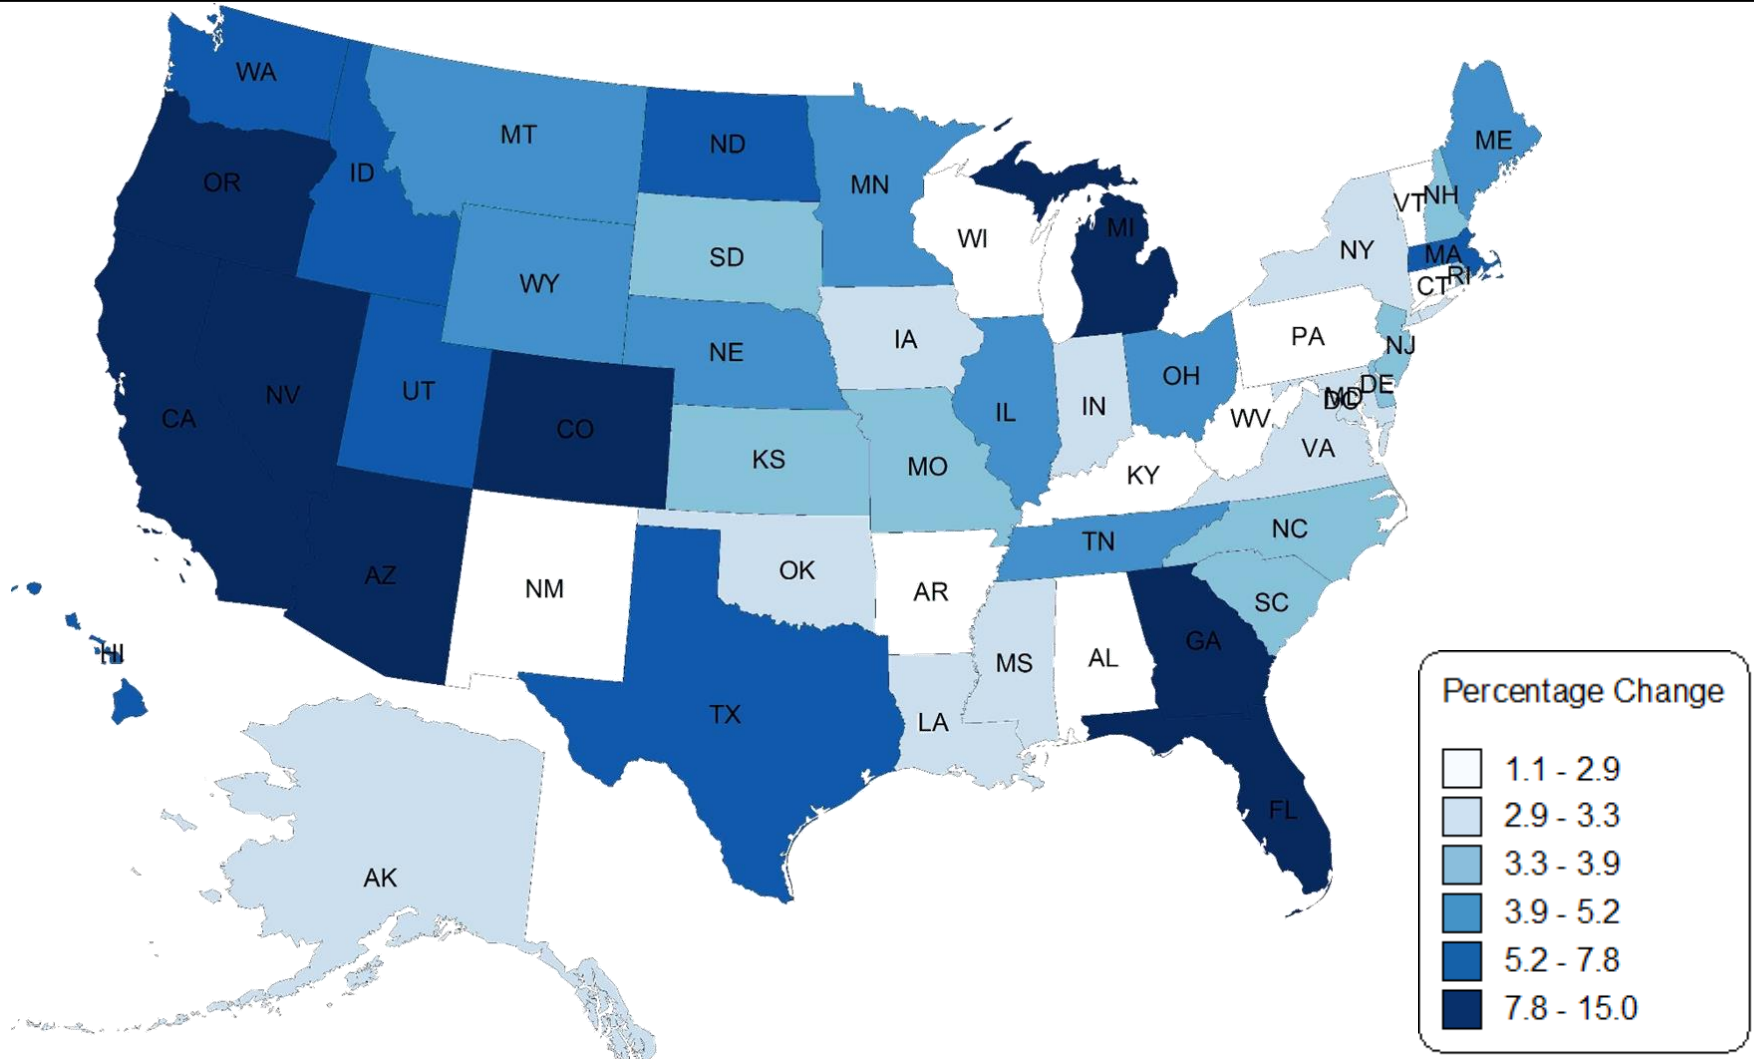 WA
MT
ND
MN
ME
OR
ID
SD
WI
MI
VT
NH
NY
MA
WY
CT
RI
NE
IA
PA
NJ
UT
OH
DE
MD
DC
NV
CA
CO
IL
IN
WV
KS
MO
KY
VA
TN
NC
AZ
NM
OK
AR
SC
HI
TX
LA
MS
AL
GA
FL
AK
Percentage Change
1.1 - 2.9
2.9 - 3.3
3.3 - 3.9
3.9 - 5.2
5.2 - 7.8
7.8 - 15.0